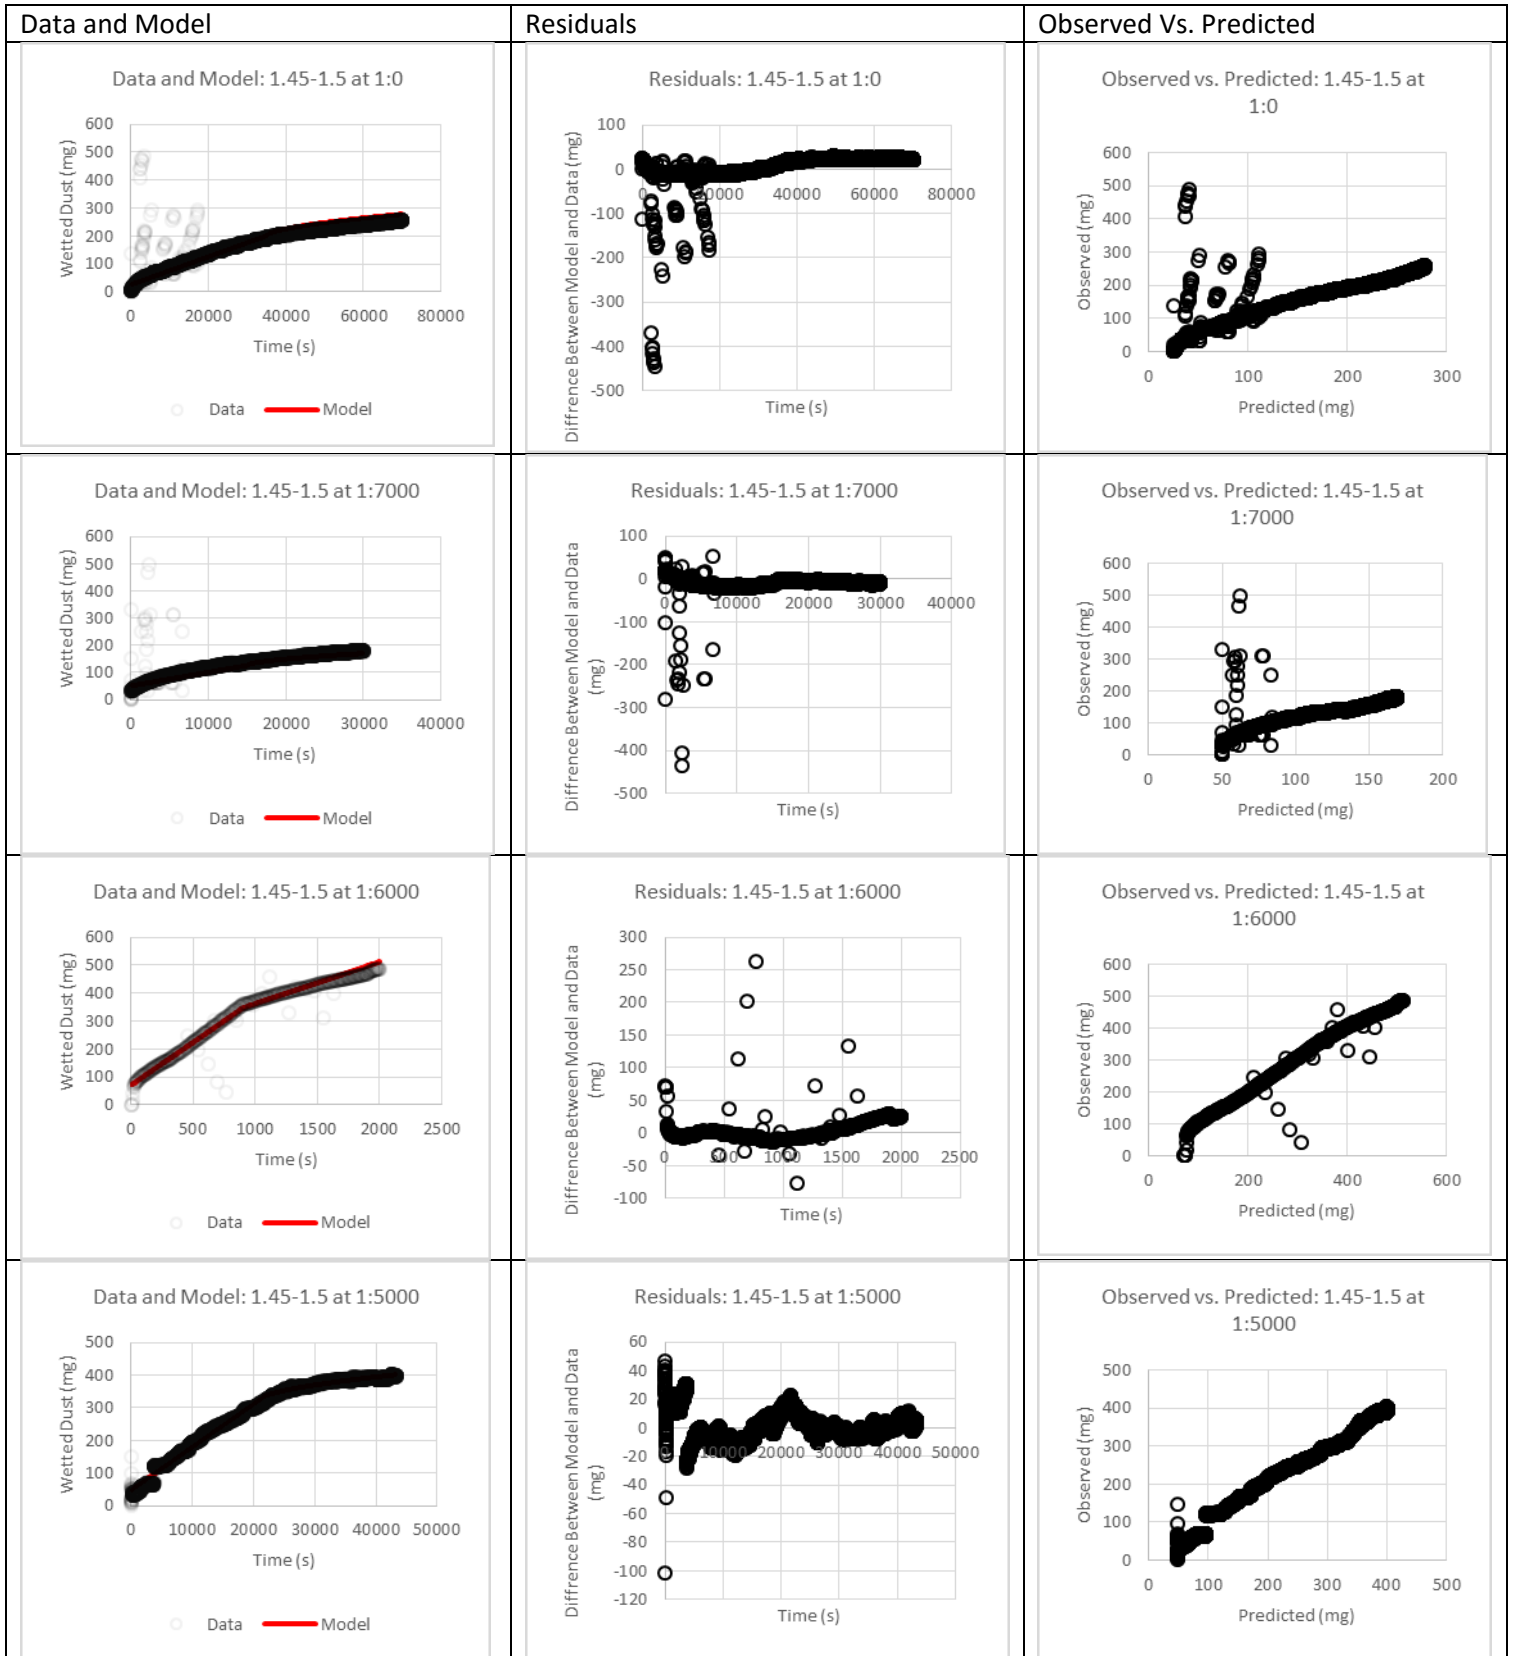 Data and Model
Residuals
Observed Vs. Predicted
Data and Model: 1.45-1.5 at 1:0
Wetted Dust (mg)
600
500
400
300
200
100
0
0 20000 40000 60000 80000
Time (s)
Data Model
Residuals: 1.45-1.5 at 1:0
Diffrence Between Model and Data (mg)
100
0
-100
-200
-300
-400
-500
0 20000 40000 60000 80000
Time (s)
Observed vs. Predicted: 1.45-1.5 at
1:0
Observed (mg)
600
500
400
300
200
100
0
0 100 200 300
Predicted (mg)
Data and Model: 1.45-1.5 at 1:7000
Wetted Dust (mg)
600
500
400
300
200
100
0
0 10000 20000 30000 40000
Time (s)
Data Model
Residuals: 1.45-1.5 at 1:7000
Diffrence Between Model and Data
(mg)
100
0
-100
-200
-300
-400
-500
0 10000 20000 30000 40000
Time (s)
Observed vs. Predicted: 1.45-1.5 at
1:7000
Observed (mg)
600
500
400
300
200
100
0
0 50 100 150 200
Predicted (mg)
Data and Model: 1.45-1.5 at 1:6000
Wetted Dust (mg)
600
500
400
300
200
100
0
0 500 1000 1500 2000 2500
Time (s)
Data Model
Residuals: 1.45-1.5 at 1:6000
Diffrence Between Model and Data
(mg)
300
250
200
150
100
50
0
-50
-100
0 500 1000 1500 2000 2500
Time (s)
Observed vs. Predicted: 1.45-1.5 at
1:6000
Observed (mg)
600
500
400
300
200
100
0
0 200 400 600
Predicted (mg)
Data and Model: 1.45-1.5 at 1:5000
Wetted Dust (mg)
500
400
300
200
100
0
0 10000 20000 30000 40000 50000
Time (s)
Data Model
Residuals: 1.45-1.5 at 1:5000
Diffrence Between Model and Data
(mg)
60
40
20
0
-20
-40
-60
-80
-100
-120
0 10000 20000 30000 40000 50000
Time (s)
Observed vs. Predicted: 1.45-1.5 at
1:5000
Observed (mg)
500
400
300
200
100
0
0 100 200 300 400 500
Predicted (mg)